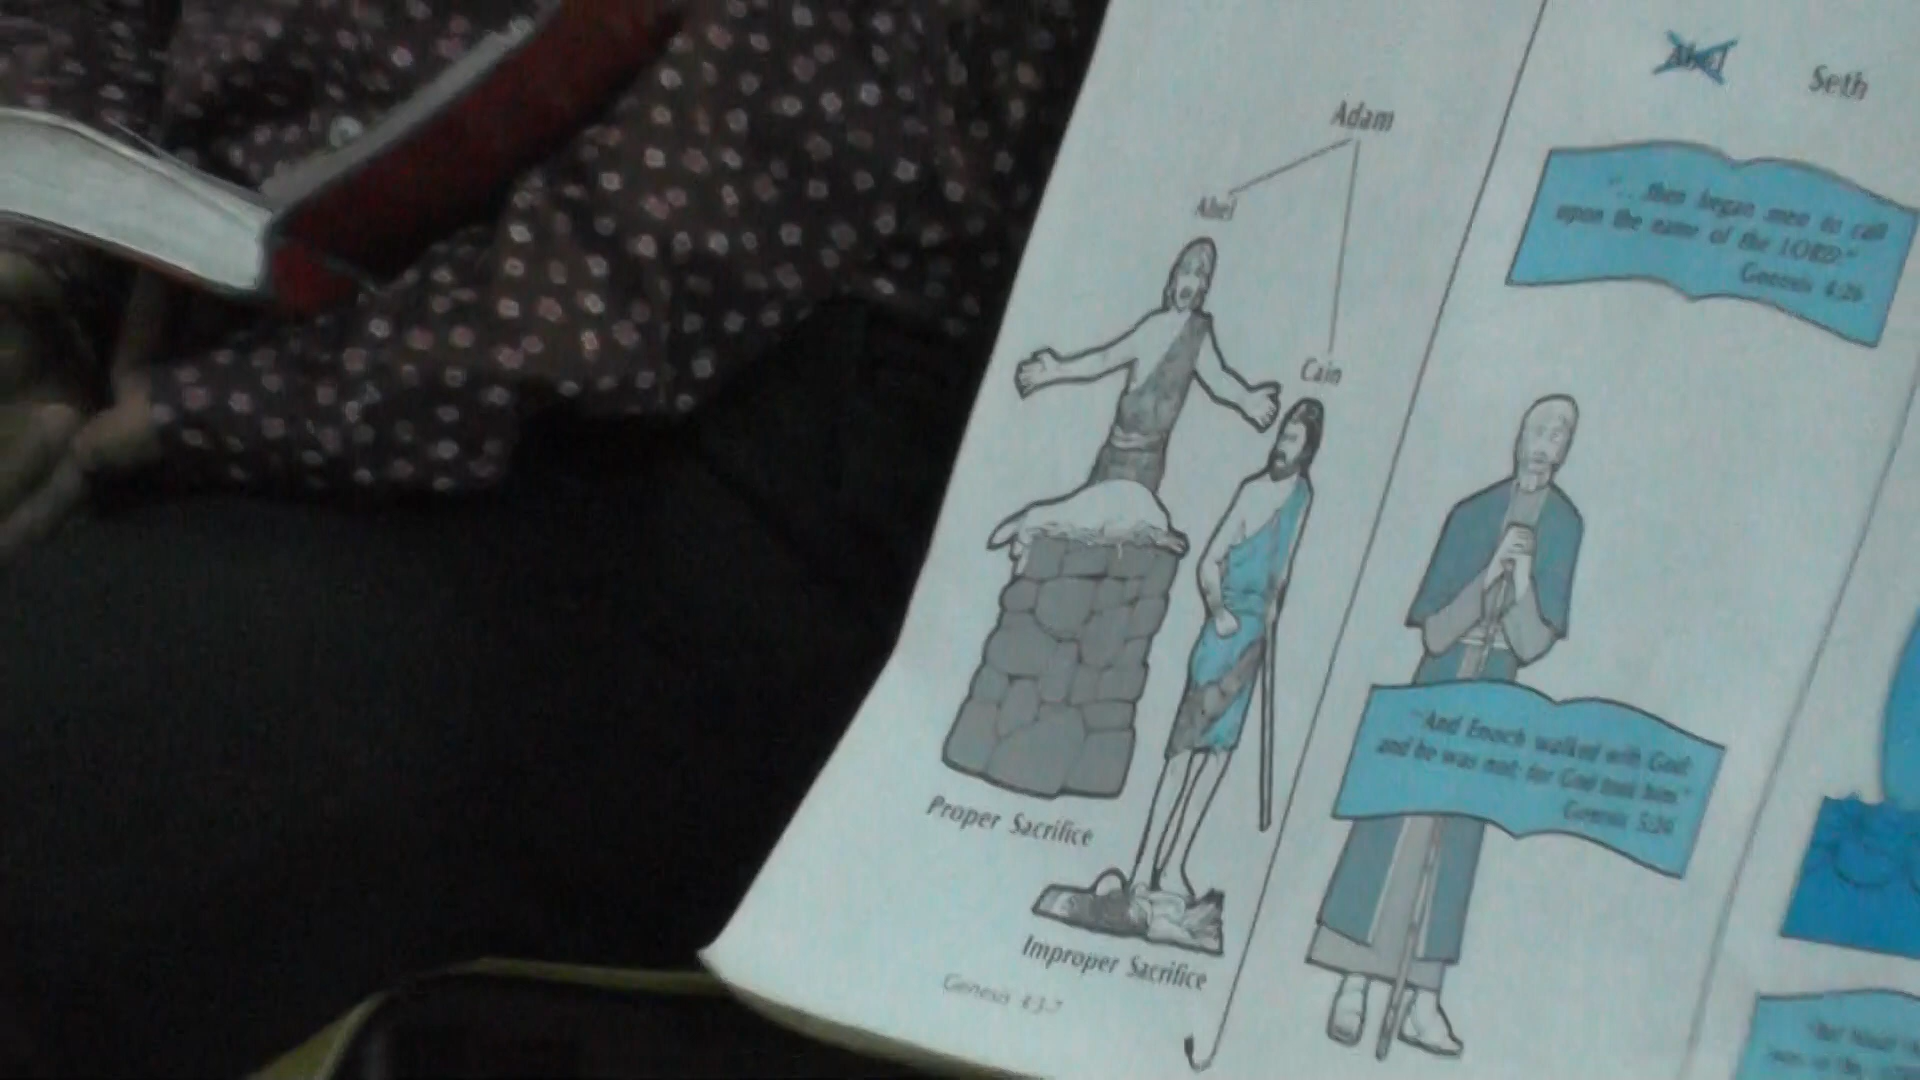 Adam
Abel
Cain
Proper Sacrifice
Improper Sacrifice
Genesis 4:3-7
Abel Seth
"...then began men to call
upon the name of the LORD."
Genesis 4:26
"And Enoch walked with God:
and he was not; for God took him."
Genesis 5:24